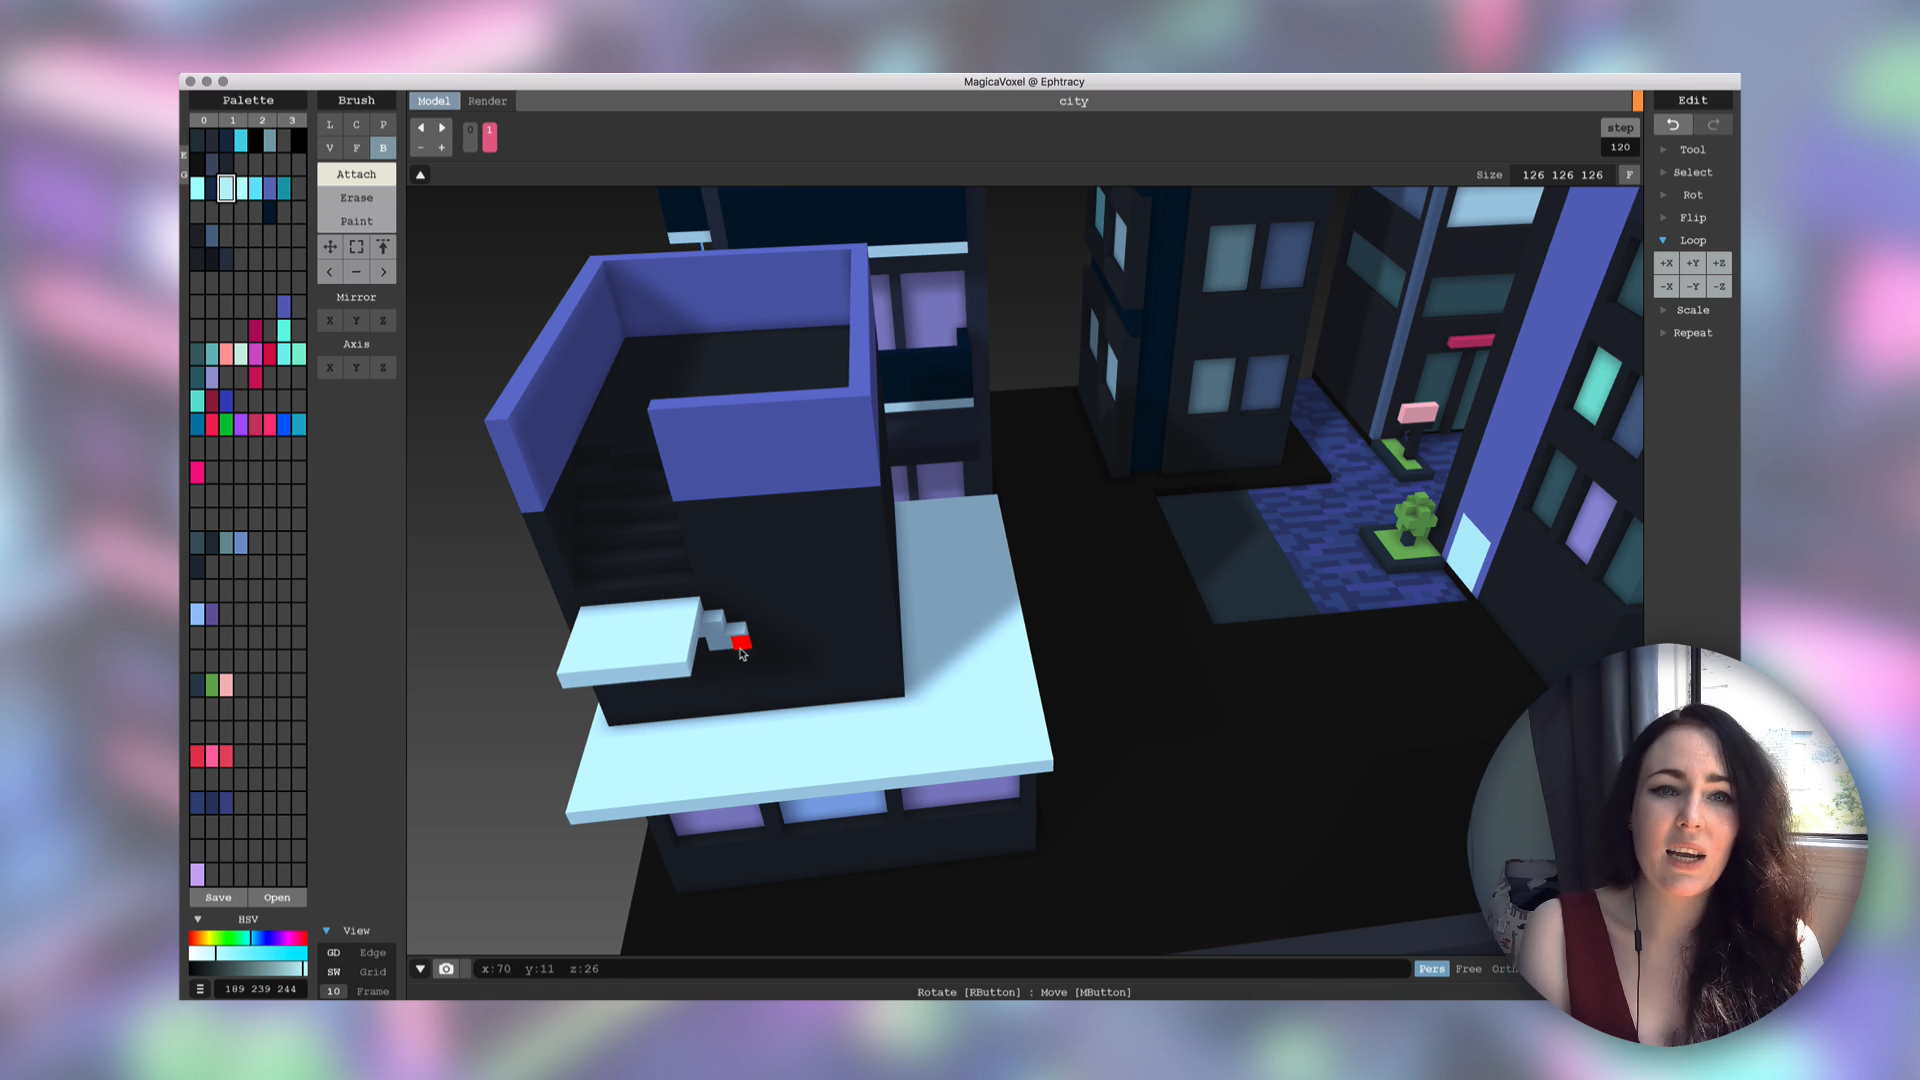 MagicaVoxel @ Ephtracy
Palette
Brush
Model
Render
city
Edit
0 1 2 3
L C P
V F B
E
G
0 1
- +
step
120
Attach
Erase
Paint
Size 126 126 126 F
Tool
Select
Rot
Flip
Loop
+X +Y +Z
-X -Y -Z
Scale
Repeat
< - >
Mirror
X Y Z
Axis
X Y Z
Save Open
HSV
189 239 244
View
GD Edge
SW Grid
10 Frame
x:70 y:11 z:26
Pers Free
Rotate [RButton] : Move [MButton]